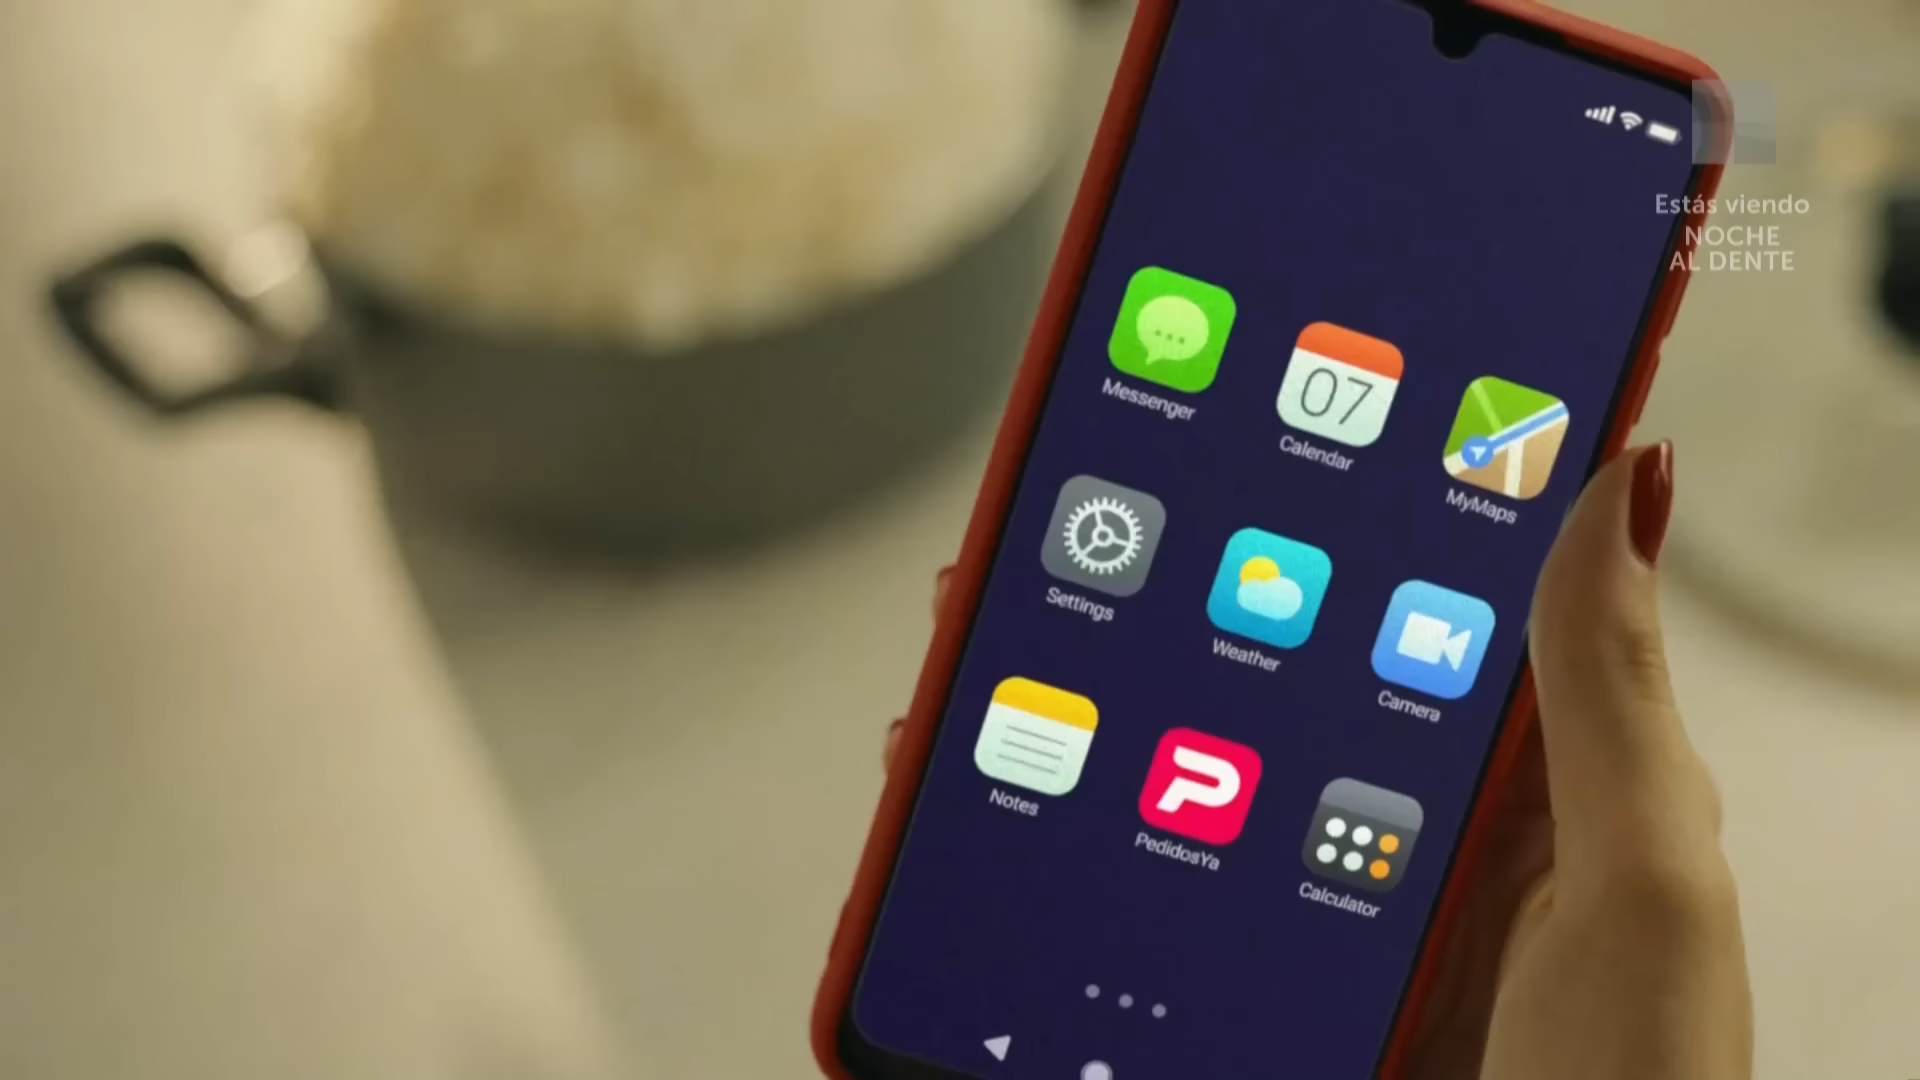 Estás viendo
NOCHE
AL DENTE
Messenger
07
Calendar
MyMaps
Settings
Weather
Camera
Notes
PedidosYa
Calculator